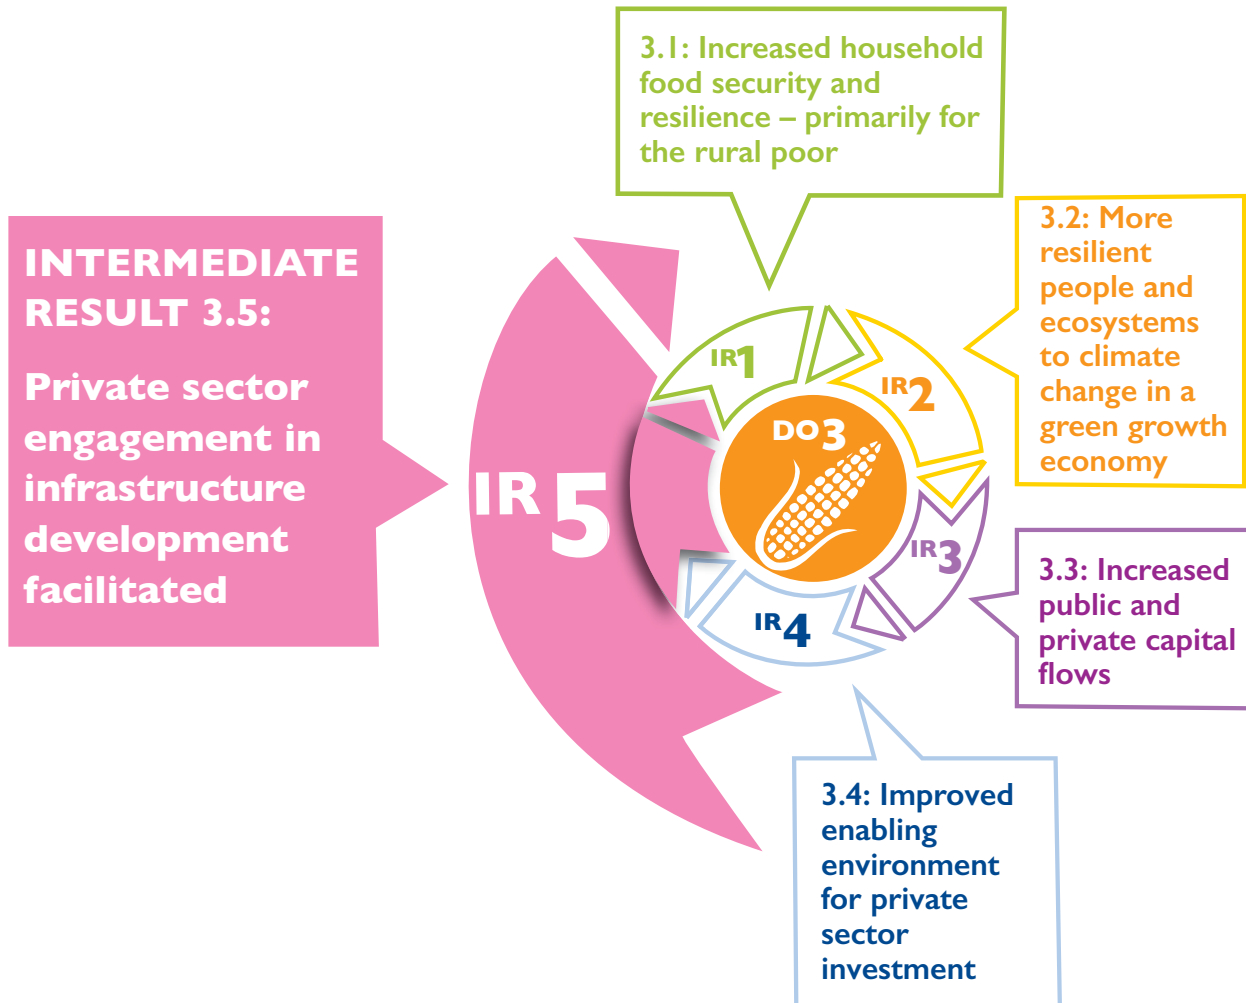 3.1: Increased household
food security and
resilience – primarily for
the rural poor
INTERMEDIATE
RESULT 3.5:
Private sector
engagement in
infrastructure
development
facilitated
3.2: More
resilient
people and
ecosystems
to climate
change in a
green growth
economy
IR1
IR2
DO3
IR5
IR3
IR4
3.3: Increased
public and
private capital
flows
3.4: Improved
enabling
environment
for private
sector
investment